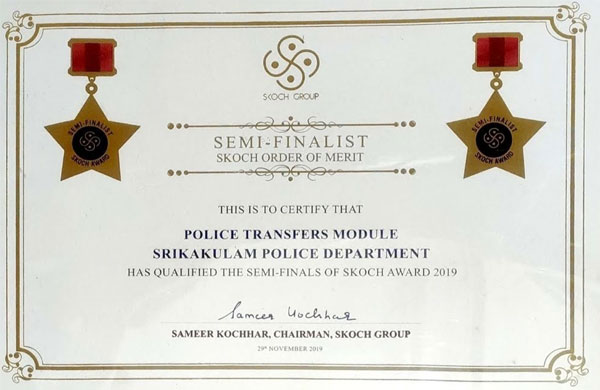 SKOCH GROUP
SEMI-FINALIST
SKOCH AWARD
SEMI-FINALIST
SKOCH AWARD
SEMI-FINALIST
SKOCH ORDER OF MERIT
THIS IS TO CERTIFY THAT
POLICE TRANSFERS MODULE
SRIKAKULAM POLICE DEPARTMENT
HAS QUALIFIED THE SEMI-FINALS OF SKOCH AWARD 2019
Sameer Kochhar
SAMEER KOCHHAR, CHAIRMAN, SKOCH GROUP
29th NOVEMBER 2019